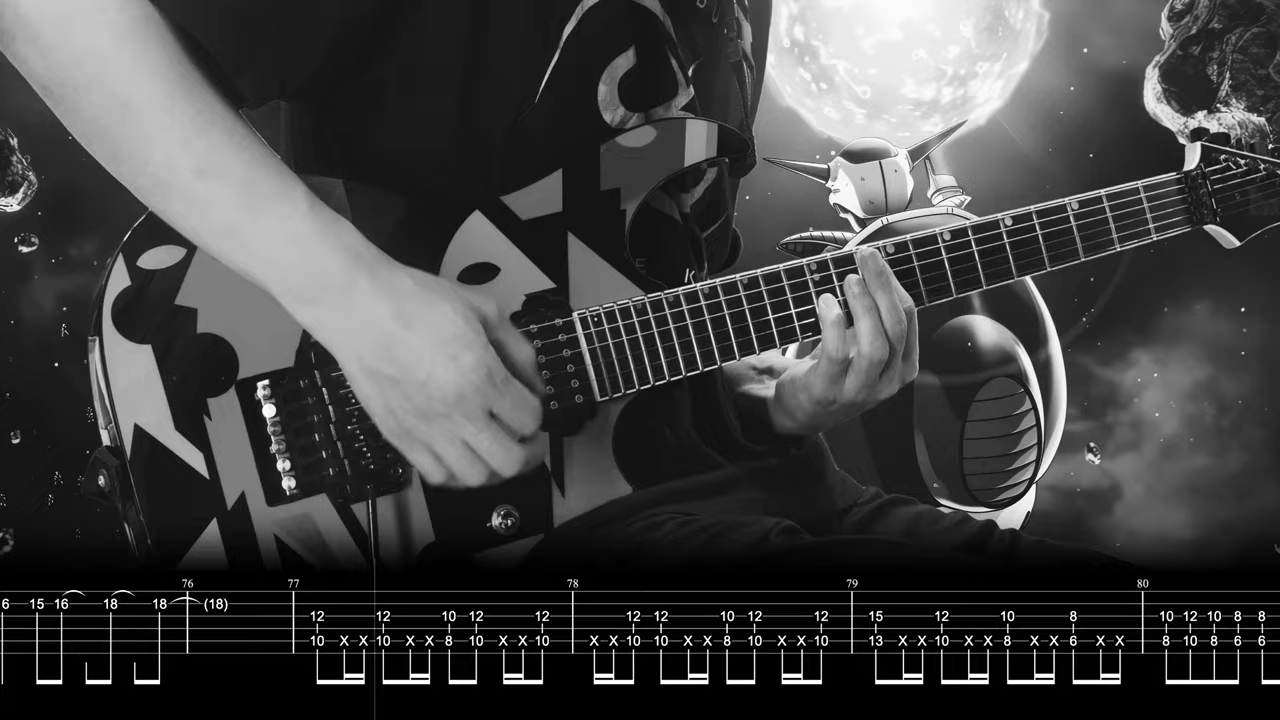 E K
76 77 78 79 80
6 15 16 18 18 (18)
12 12 10 12 12 12 12 10 12 12 15 12 10 8 10 12 10 8 8
10 x x 10 x x 8 10 x x 10 x x 10 10 x x 8 10 x x 10 13 x x 10 x x 8 x x 6 x x 8 10 8 6 6